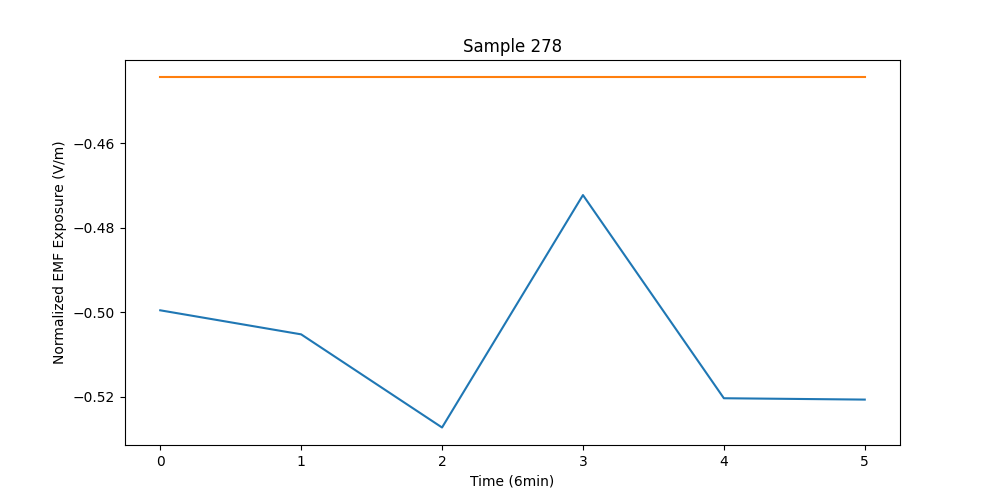 Sample 278
Normalized EMF Exposure (V/m)
−0.46
−0.48
−0.50
−0.52
0 1 2 3 4 5
Time (6min)